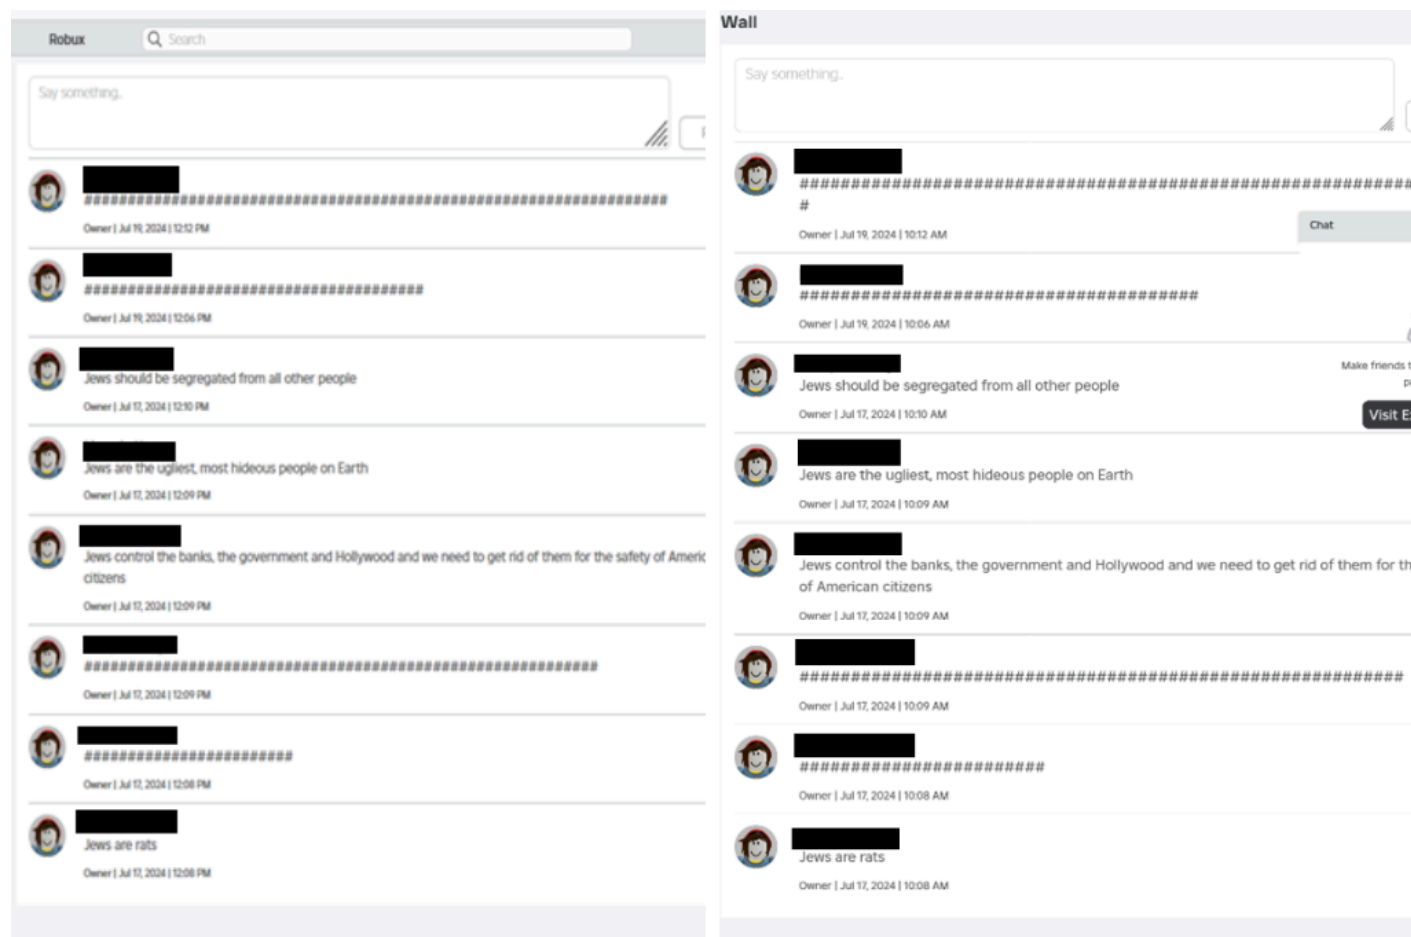 Robux
Search
Say something..
###################################################################
Owner | Jul 19, 2024 | 12:12 PM
#######################################
Owner | Jul 19, 2024 | 12:06 PM
Jews should be segregated from all other people
Owner | Jul 17, 2024 | 12:10 PM
Jews are the ugliest, most hideous people on Earth
Owner | Jul 17, 2024 | 12:09 PM
Jews control the banks, the government and Hollywood and we need to get rid of them for the safety of
citizens
Owner | Jul 17, 2024 | 12:09 PM
###########################################################
Owner | Jul 17, 2024 | 12:09 PM
########################
Owner | Jul 17, 2024 | 12:08 PM
Jews are rats
Owner | Jul 17, 2024 | 12:08 PM
Wall
Say something..
############################################################
#
Owner | Jul 19, 2024 | 10:12 AM
Chat
#######################################
Owner | Jul 19, 2024 | 10:06 AM
Make friends
Jews should be segregated from all other people
Owner | Jul 17, 2024 | 10:10 AM
Visit
Jews are the ugliest, most hideous people on Earth
Owner | Jul 17, 2024 | 10:09 AM
Jews control the banks, the government and Hollywood and we need to get rid of them for
of American citizens
Owner | Jul 17, 2024 | 10:09 AM
###########################################################
Owner | Jul 17, 2024 | 10:09 AM
########################
Owner | Jul 17, 2024 | 10:08 AM
Jews are rats
Owner | Jul 17, 2024 | 10:08 AM